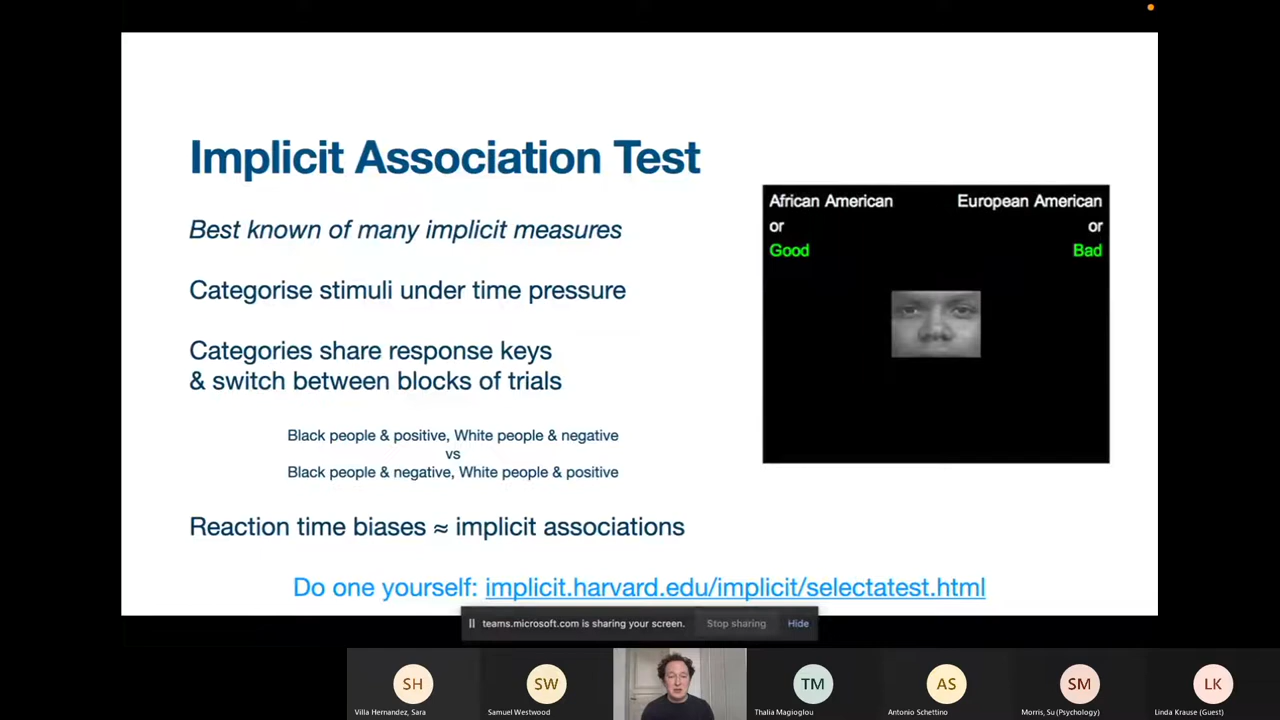 Implicit Association Test
Best known of many implicit measures
Categorise stimuli under time pressure
Categories share response keys
& switch between blocks of trials
Black people & positive, White people & negative
vs
Black people & negative, White people & positive
Reaction time biases ≈ implicit associations
Do one yourself: implicit.harvard.edu/implicit/selectatest.html
African American
or
Good
European American
or
Bad
teams.microsoft.com is sharing your screen.
Stop sharing
Hide
SH
Villa Hernandez, Sara
SW
Samuel Westwood
TM
Thalia Magioglou
AS
Antonio Schettino
SM
Morris, Su (Psychology)
LK
Linda Krause (Guest)